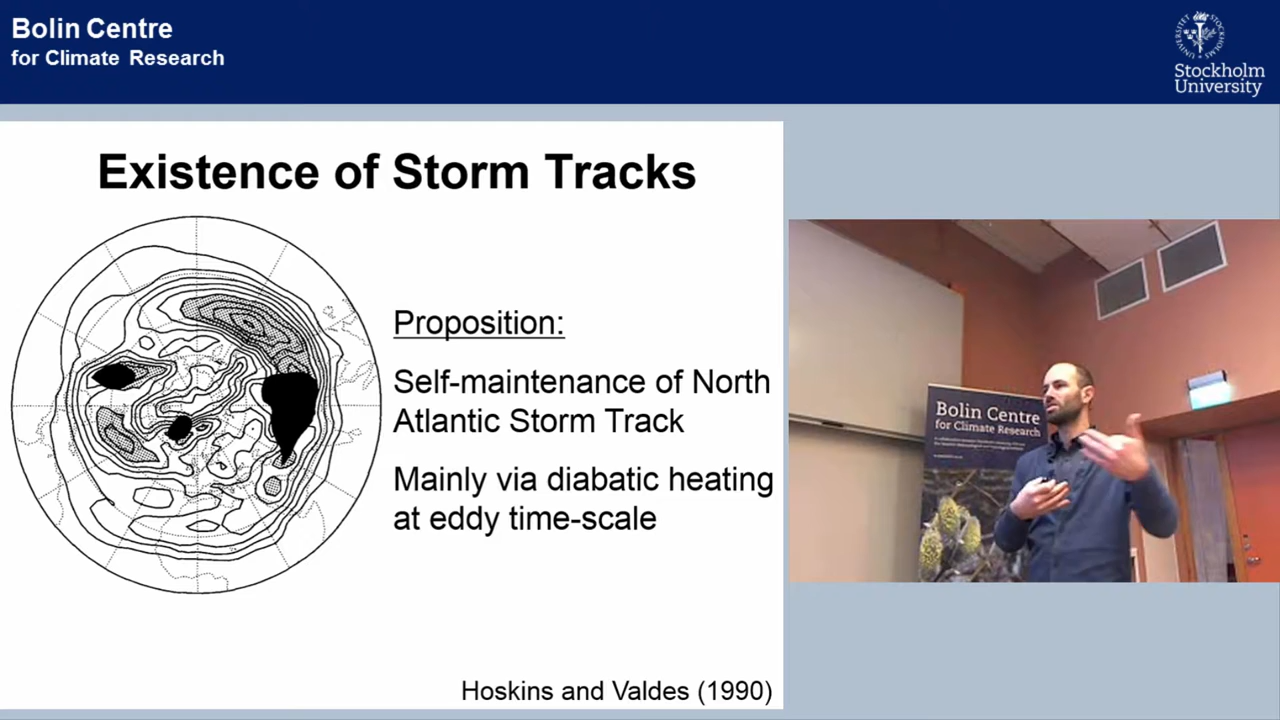 Bolin Centre
for Climate Research
Stockholm
University
Existence of Storm Tracks
Proposition:
Self-maintenance of North
Atlantic Storm Track
Mainly via diabatic heating
at eddy time-scale
Hoskins and Valdes (1990)
Bolin Centre
for Climate Research